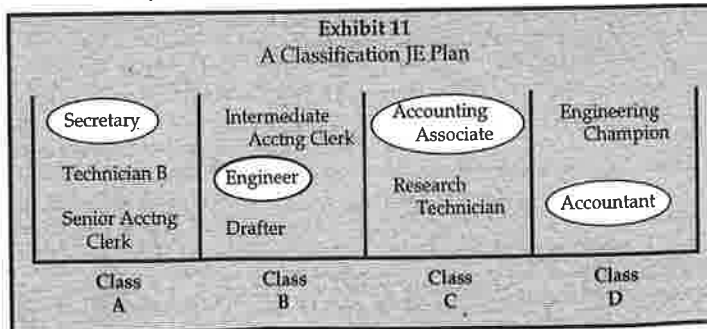 Exhibit 11
A Classification JE Plan
Secretary
Technician B
Senior Acctng
Clerk
Intermediate
Acctng Clerk
Engineer
Drafter
Accounting
Associate
Research
Technician
Engineering
Champion
Accountant
Class
A
Class
B
Class
C
Class
D